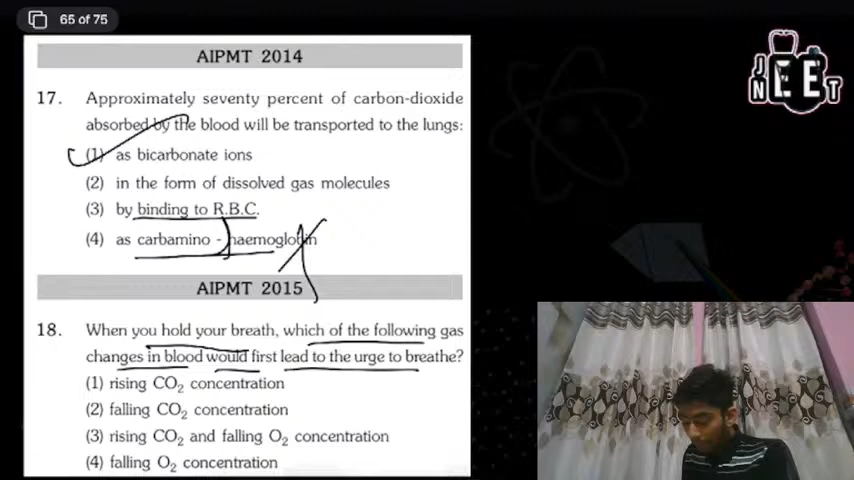 65 of 75
J
N EE T
AIPMT 2014
17. Approximately seventy percent of carbon-dioxide
absorbed by the blood will be transported to the lungs:
(1) as bicarbonate ions
(2) in the form of dissolved gas molecules
(3) by binding to R.B.C.
(4) as carbamino - haemoglobin
AIPMT 2015
18. When you hold your breath, which of the following gas
changes in blood would first lead to the urge to breathe?
(1) rising CO₂ concentration
(2) falling CO₂ concentration
(3) rising CO₂ and falling O₂ concentration
(4) falling O₂ concentration